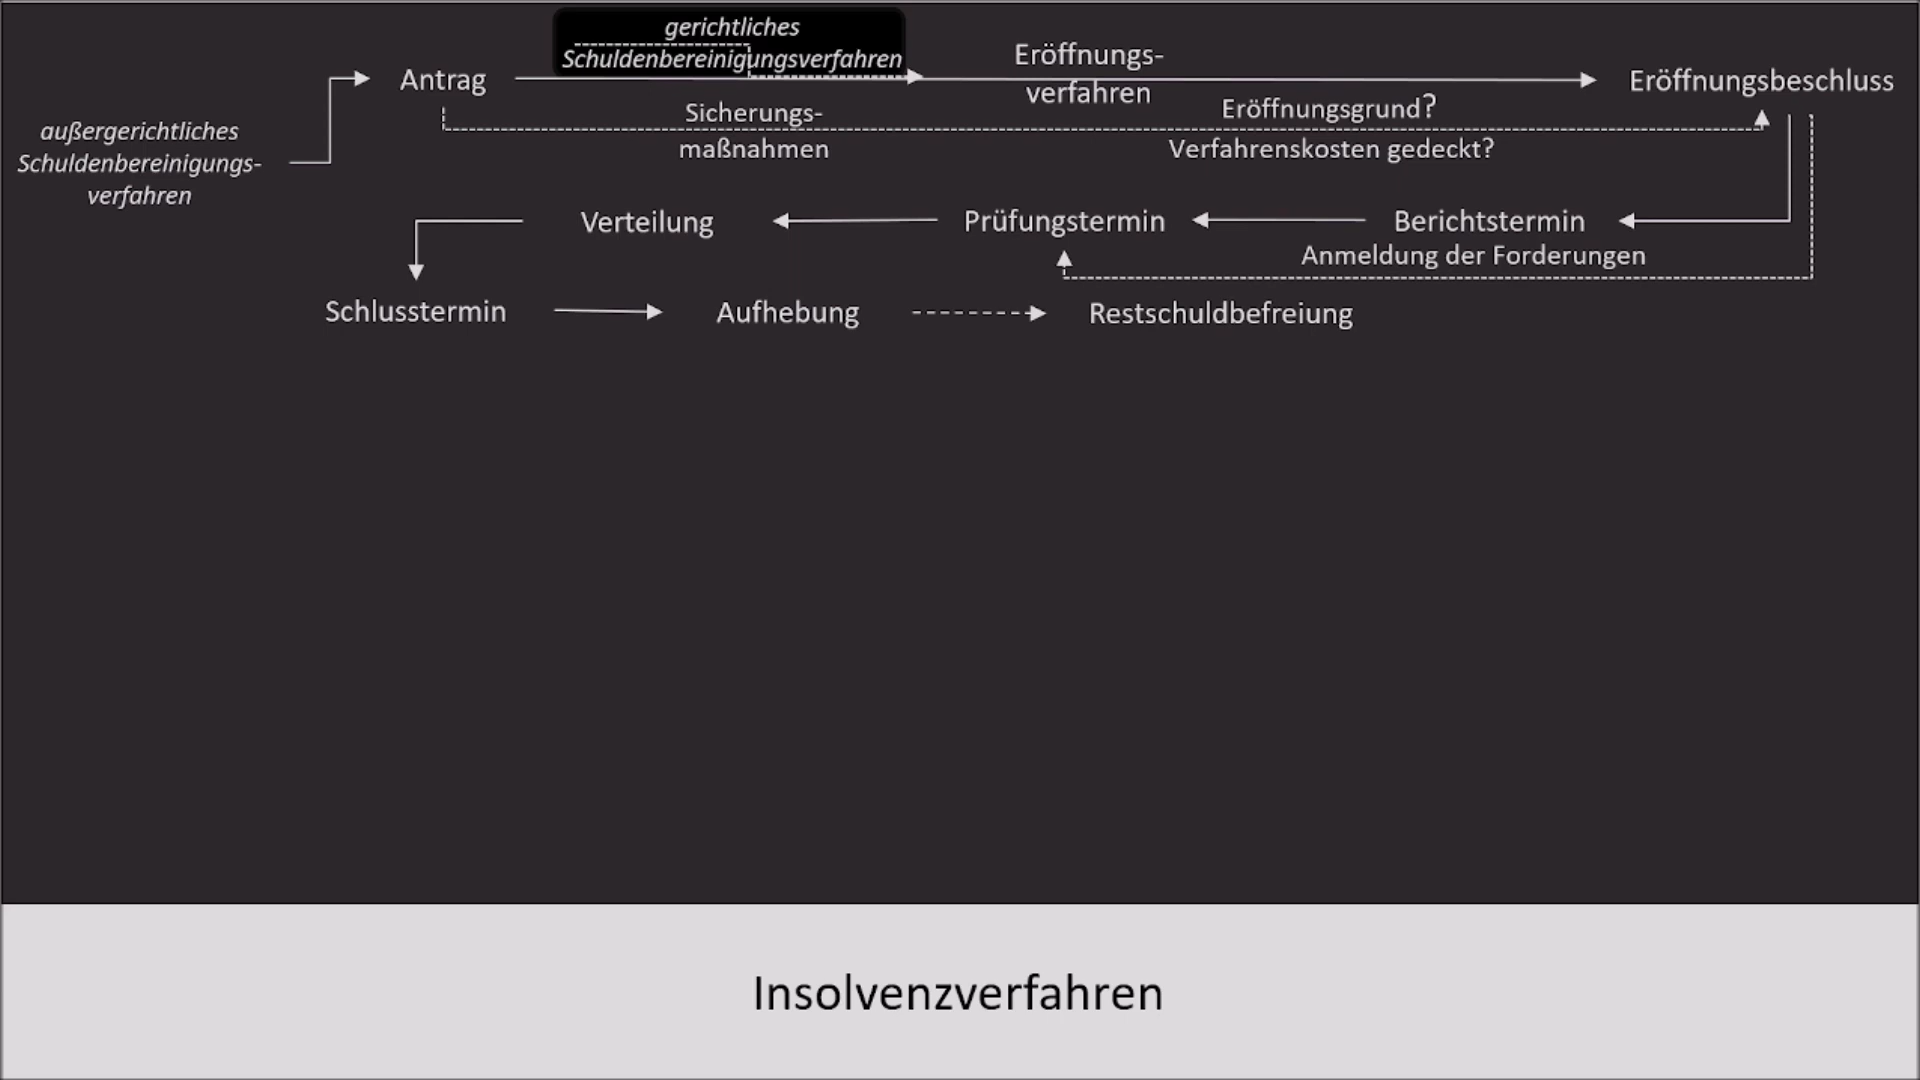 gerichtliches
Schuldenbereinigungsverfahren
Antrag
Eröffnungs-
verfahren
Eröffnungsbeschluss
außergerichtliches
Schuldenbereinigungs-
verfahren
Sicherungs-
maßnahmen
Eröffnungsgrund?
Verfahrenskosten gedeckt?
Verteilung
Prüfungstermin
Berichtstermin
Anmeldung der Forderungen
Schlusstermin
Aufhebung
Restschuldbefreiung
Insolvenzverfahren